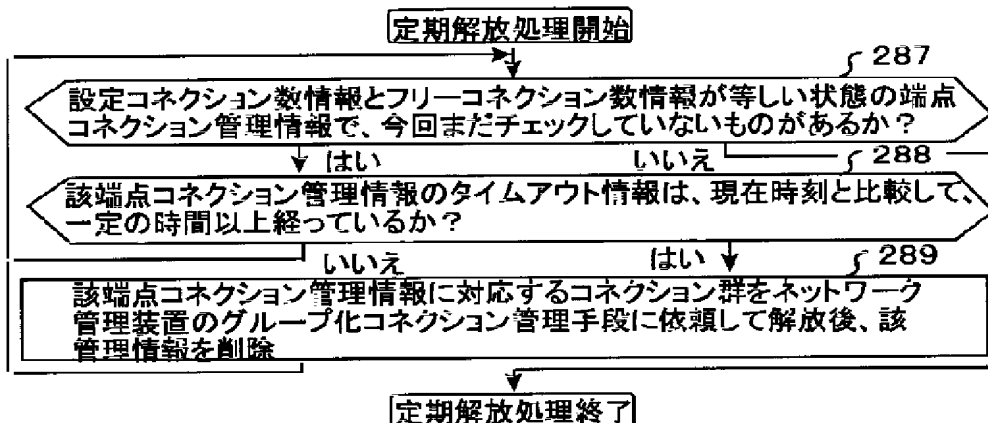 定期解放処理開始
287
設定コネクション数情報とフリーコネクション数情報が等しい状態の端点
コネクション管理情報で、今回まだチェックしていないものがあるか？
はい
いいえ
288
該端点コネクション管理情報のタイムアウト情報は、現在時刻と比較して、
一定の時間以上経っているか？
いいえ
はい
289
該端点コネクション管理情報に対応するコネクション群をネットワーク
管理装置のグループ化コネクション管理手段に依頼して解放後、該
管理情報を削除
定期解放処理終了